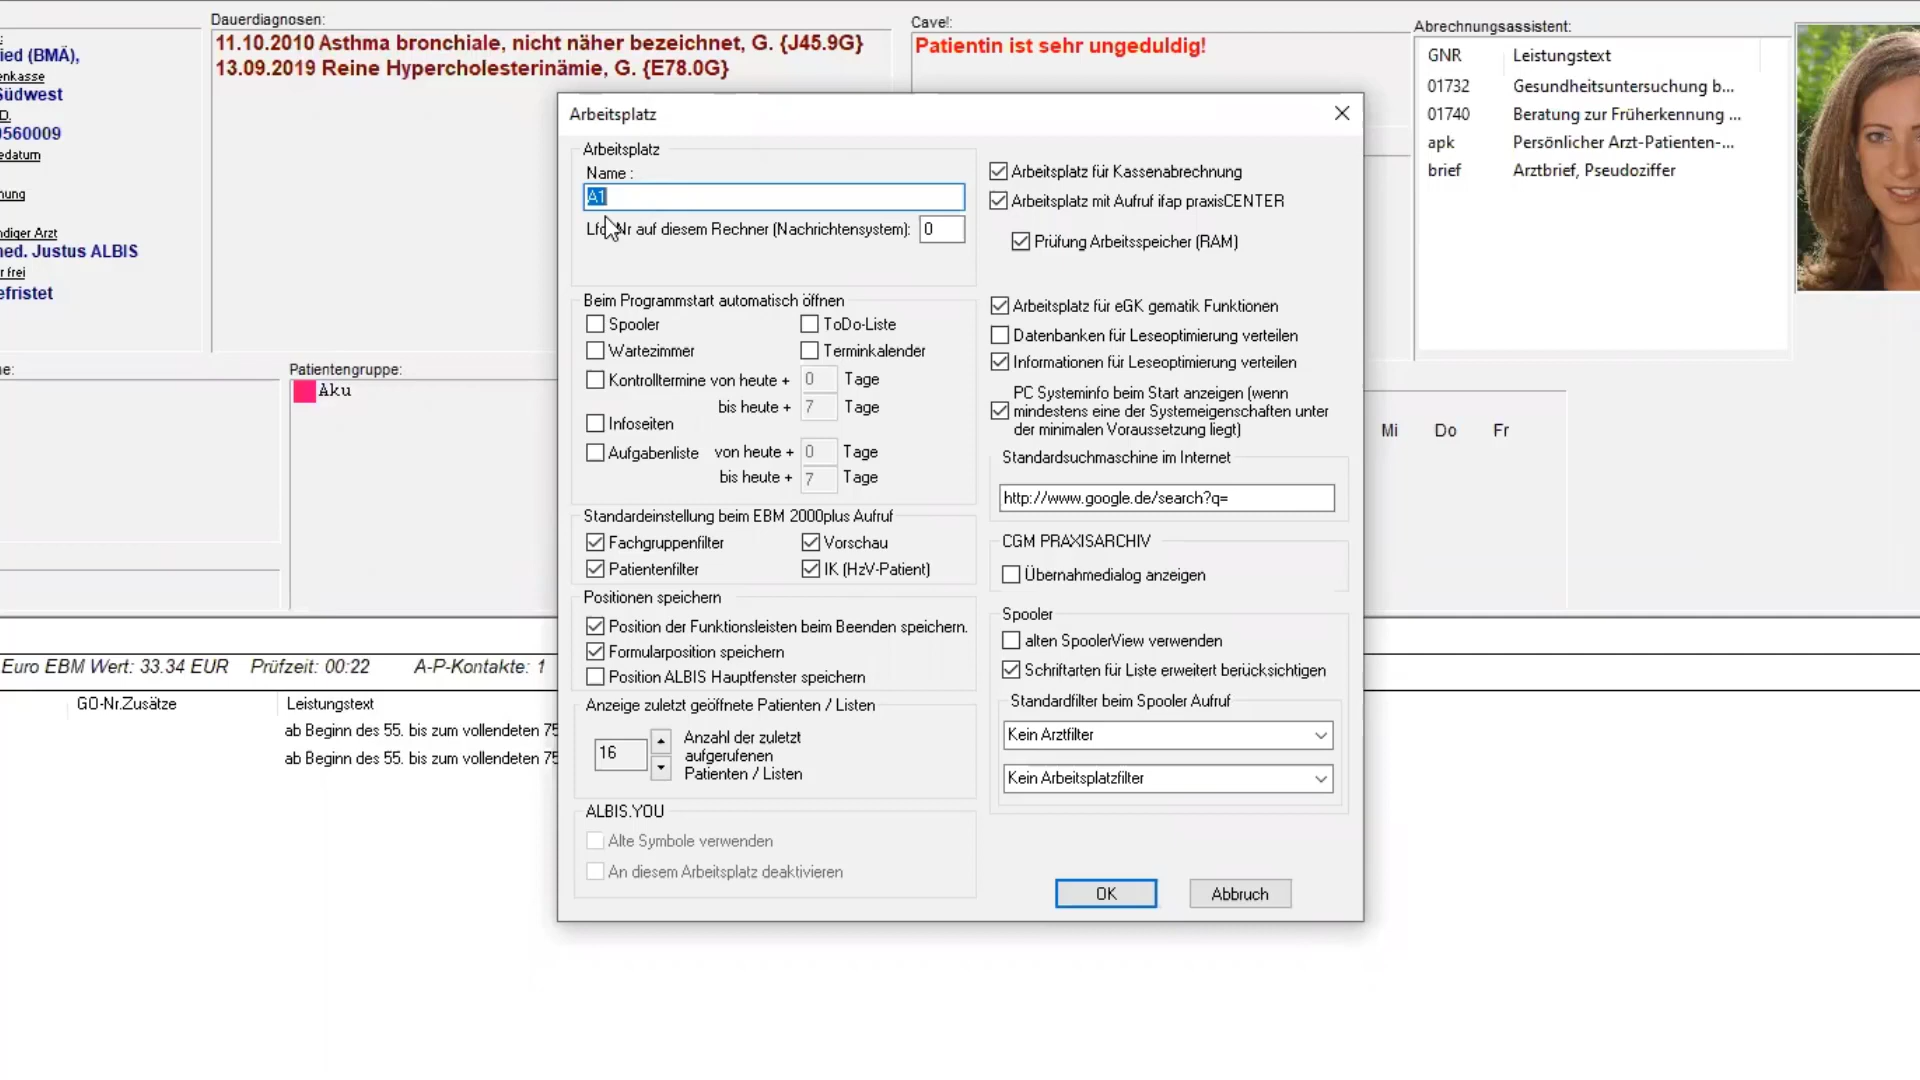 Dauerdiagnosen:
11.10.2010 Asthma bronchiale, nicht näher bezeichnet, G. {J45.9G}
13.09.2019 Reine Hypercholesterinämie, G. {E78.0G}
Cave!:
Patientin ist sehr ungeduldig!
Abrechnungsassistent:
GNR Leistungstext
01732 Gesundheitsuntersuchung b...
01740 Beratung zur Früherkennung ...
apk Persönlicher Arzt-Patienten-...
brief Arztbrief, Pseudoziffer
ied (BMÄ),
enkasse
Südwest
D.
0560009
edatum
nung
ndiger Arzt
ned. Justus ALBIS
r frei
efristet
e:
Patientengruppe:
Aku
Mi Do Fr
Euro EBM Wert: 33.34 EUR Prüfzeit: 00:22 A-P-Kontakte: 1
GO-Nr.Zusätze Leistungstext
ab Beginn des 55. bis zum vollendeten 75
ab Beginn des 55. bis zum vollendeten 75
Arbeitsplatz
Arbeitsplatz
Name :
A1
Lfd. Nr auf diesem Rechner (Nachrichtensystem): 0
Beim Programmstart automatisch öffnen
Spooler ToDo-Liste
Wartezimmer Terminkalender
Kontrolltermine von heute + 0 Tage
bis heute + 7 Tage
Infoseiten
Aufgabenliste von heute + 0 Tage
bis heute + 7 Tage
Standardeinstellung beim EBM 2000plus Aufruf
Fachgruppenfilter Vorschau
Patientenfilter IK (HzV-Patient)
Positionen speichern
Position der Funktionsleisten beim Beenden speichern.
Formularposition speichern
Position ALBIS Hauptfenster speichern
Anzeige zuletzt geöffnete Patienten / Listen
16 Anzahl der zuletzt
aufgerufenen
Patienten / Listen
ALBIS.YOU
Alte Symbole verwenden
An diesem Arbeitsplatz deaktivieren
Arbeitsplatz für Kassenabrechnung
Arbeitsplatz mit Aufruf ifap praxisCENTER
Prüfung Arbeitsspeicher (RAM)
Arbeitsplatz für eGK gematik Funktionen
Datenbanken für Leseoptimierung verteilen
Informationen für Leseoptimierung verteilen
PC Systeminfo beim Start anzeigen (wenn
mindestens eine der Systemeigenschaften unter
der minimalen Voraussetzung liegt)
Standardsuchmaschine im Internet
http://www.google.de/search?q=
CGM PRAXISARCHIV
Übernahmedialog anzeigen
Spooler
alten SpoolerView verwenden
Schriftarten für Liste erweitert berücksichtigen
Standardfilter beim Spooler Aufruf
Kein Arztfilter
Kein Arbeitsplatzfilter
OK Abbruch